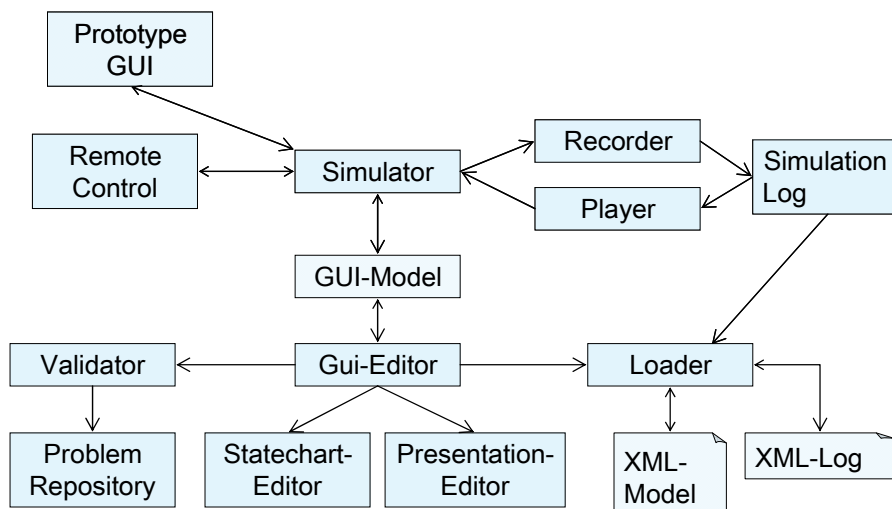 Prototype
GUI
Remote
Control
Simulator
Recorder
Player
Simulation
Log
GUI-Model
Validator
Gui-Editor
Loader
Problem
Repository
Statechart-
Editor
Presentation-
Editor
XML-
Model
XML-Log